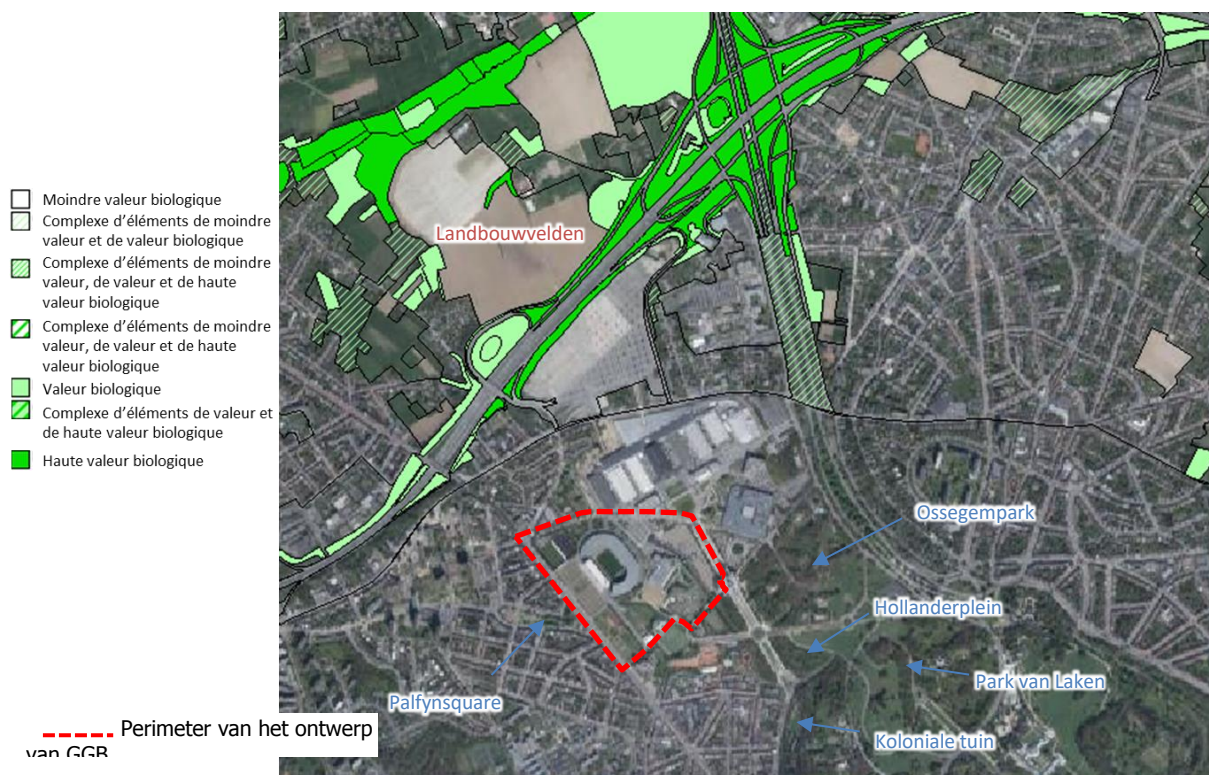 Moindre valeur biologique
Complexe d'éléments de moindre
valeur et de valeur biologique
Complexe d'éléments de moindre
valeur, de valeur et de haute
valeur biologique
Complexe d'éléments de moindre
valeur, de valeur et de haute
valeur biologique
Valeur biologique
Complexe d'éléments de valeur et
de haute valeur biologique
Haute valeur biologique
Perimeter van het ontwerp
van GGB
Landbouwvelden
Ossegempark
Hollanderplein
Park van Laken
Palfynsquare
Koloniale tuin